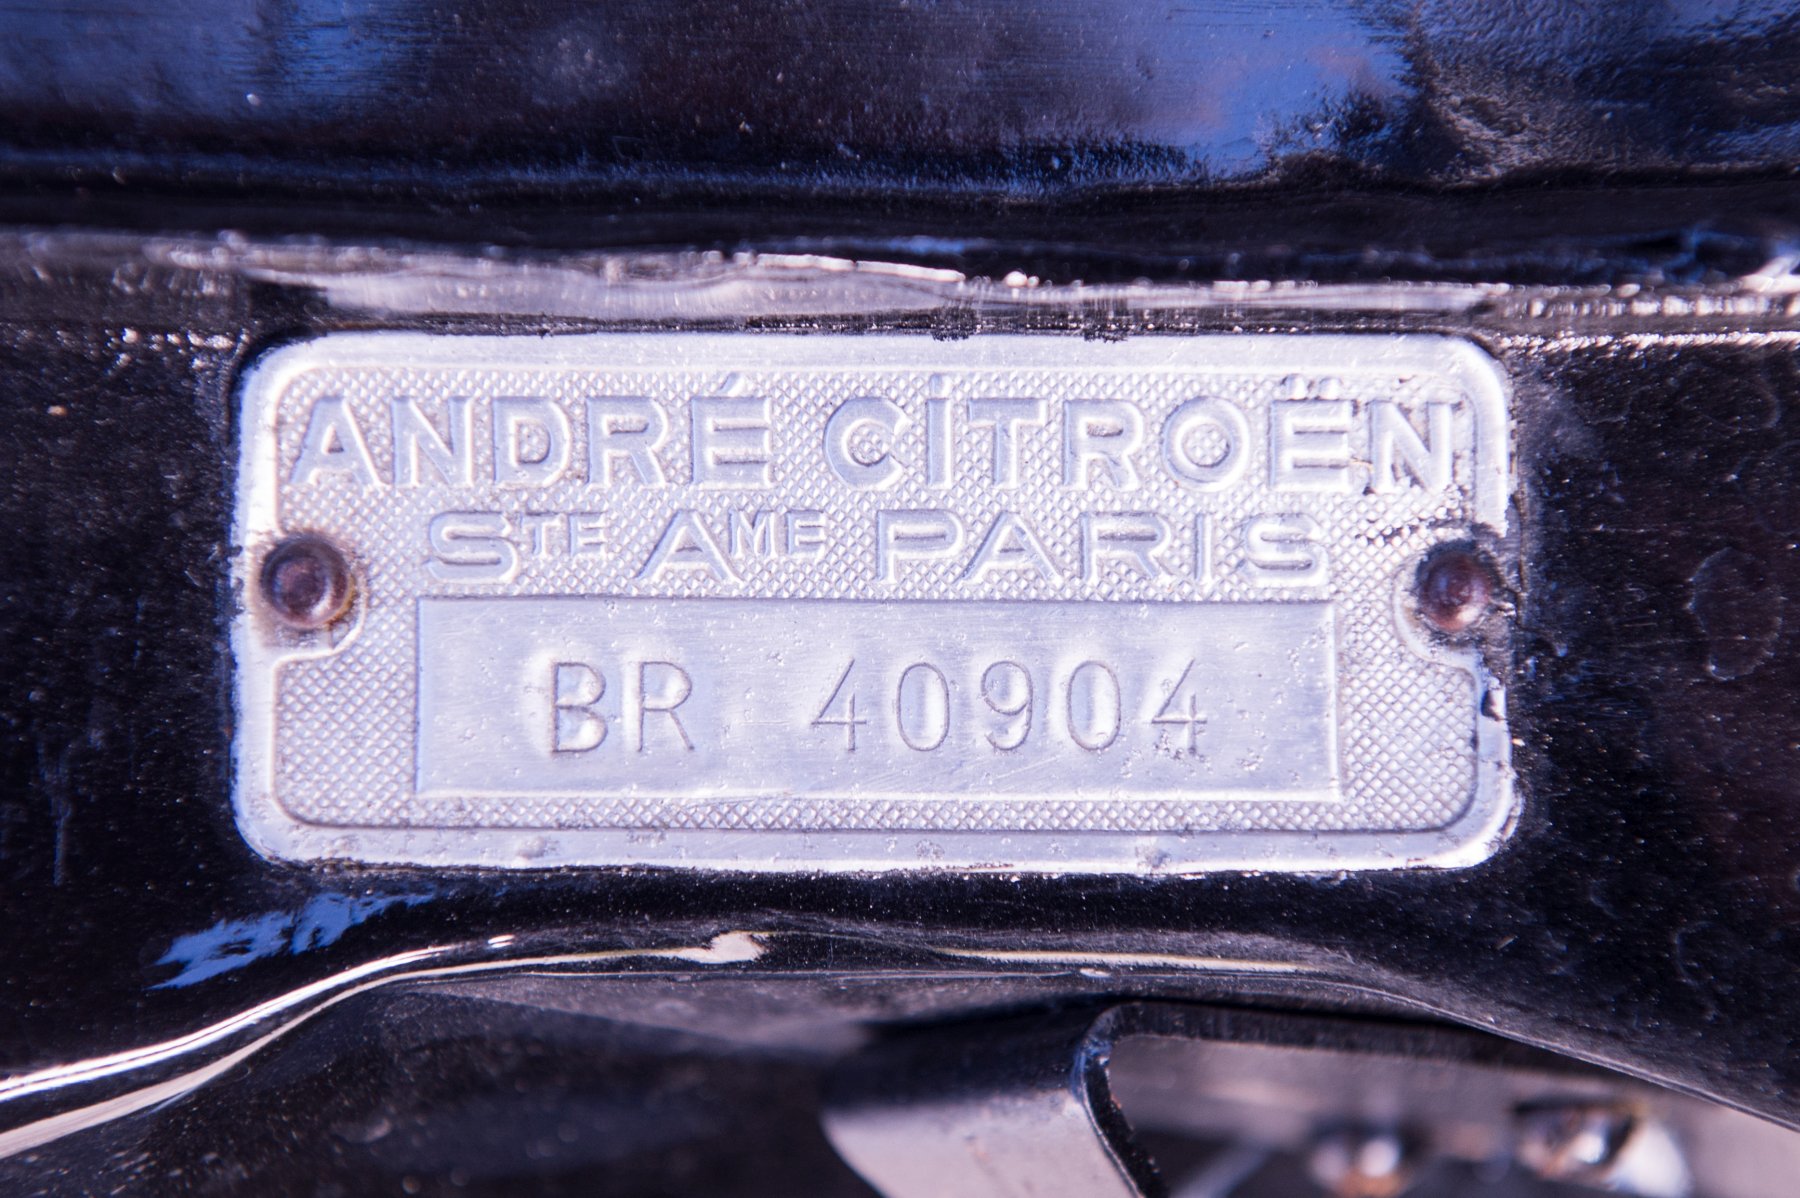 ANDRÉ CITROËN
STE AME PARIS
BR 40904